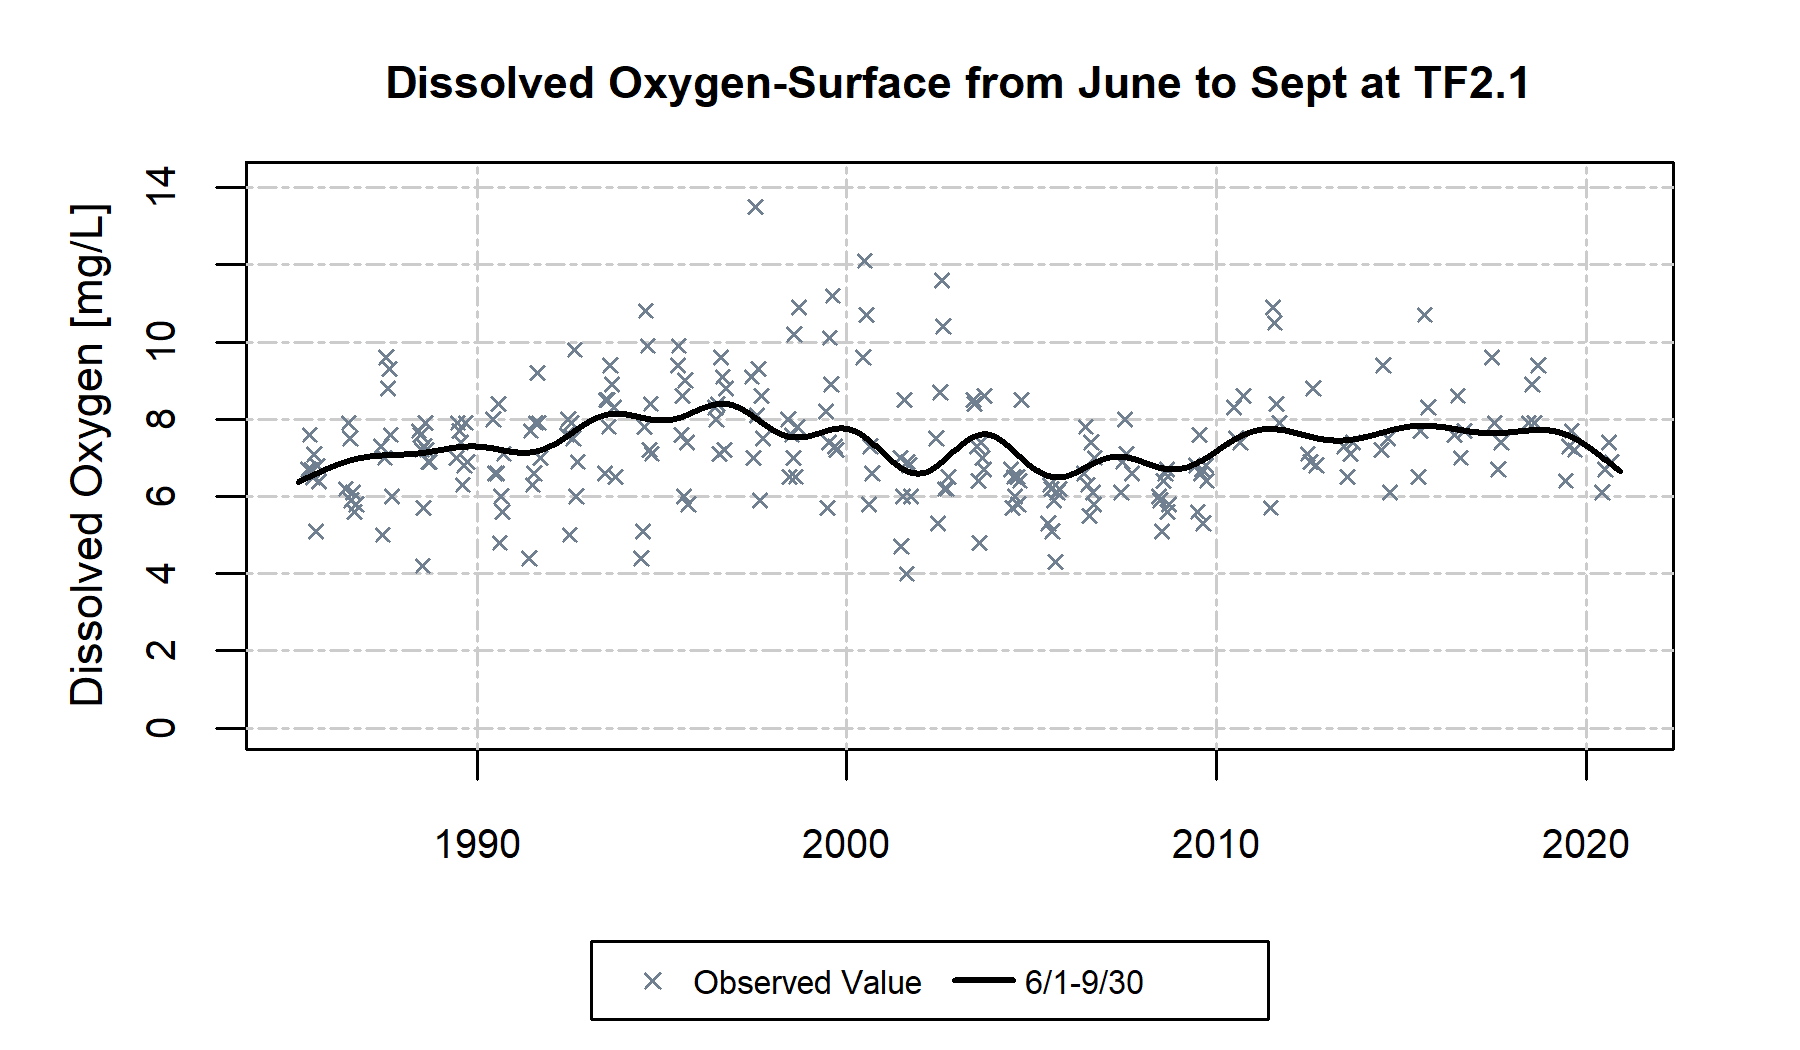 Dissolved Oxygen-Surface from June to Sept at TF2.1
Dissolved Oxygen [mg/L]
14
10
8
6
4
2
0
1990 2000 2010 2020
Observed Value 6/1-9/30